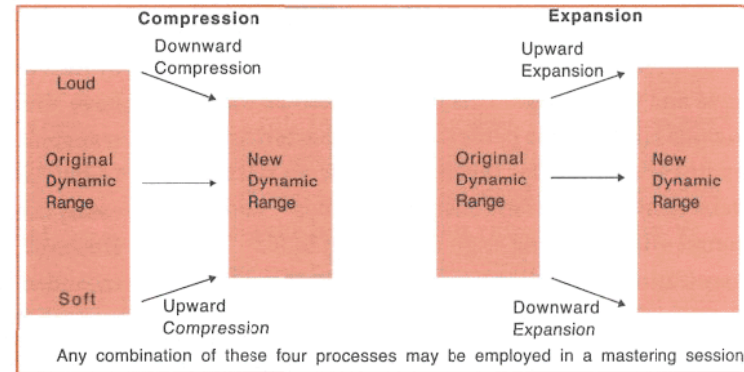 Compression
Downward
Compression
Loud
Original
Dynamic
Range
New
Dynamic
Range
Soft
Upward
Compression
Expansion
Upward
Expansion
Original
Dynamic
Range
New
Dynamic
Range
Downward
Expansion
Any combination of these four processes may be employed in a mastering session